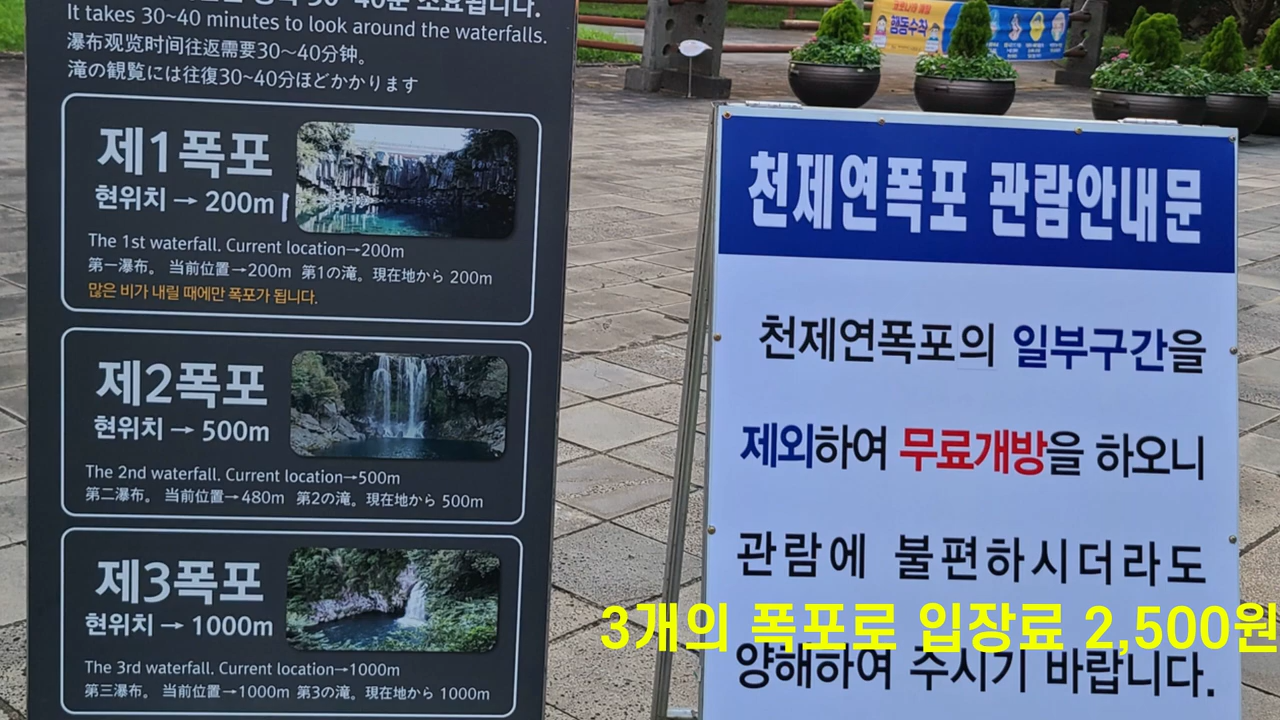 It takes 30~40 minutes to look around the waterfalls.
瀑布观览时间往返需要30~40分钟。
滝の観覧には往復30~40分ほどかかります
제1폭포
현위치 → 200m
The 1st waterfall. Current location→200m
第一瀑布。 当前位置→200m 第1の滝。現在地から 200m
많은 비가 내릴 때에만 폭포가 됩니다.
제2폭포
현위치 → 500m
The 2nd waterfall. Current location→500m
第二瀑布。 当前位置→480m 第2の滝。現在地から 500m
제3폭포
현위치 → 1000m
The 3rd waterfall. Current location→1000m
第三瀑布。 当前位置→1000m 第3の滝。現在地から 1000m
행동수칙
천제연폭포 관람안내문
천제연폭포의 일부구간을
제외하여 무료개방을 하오니
관람에 불편하시더라도
양해하여 주시기 바랍니다.
3개의 폭포로 입장료 2,500원